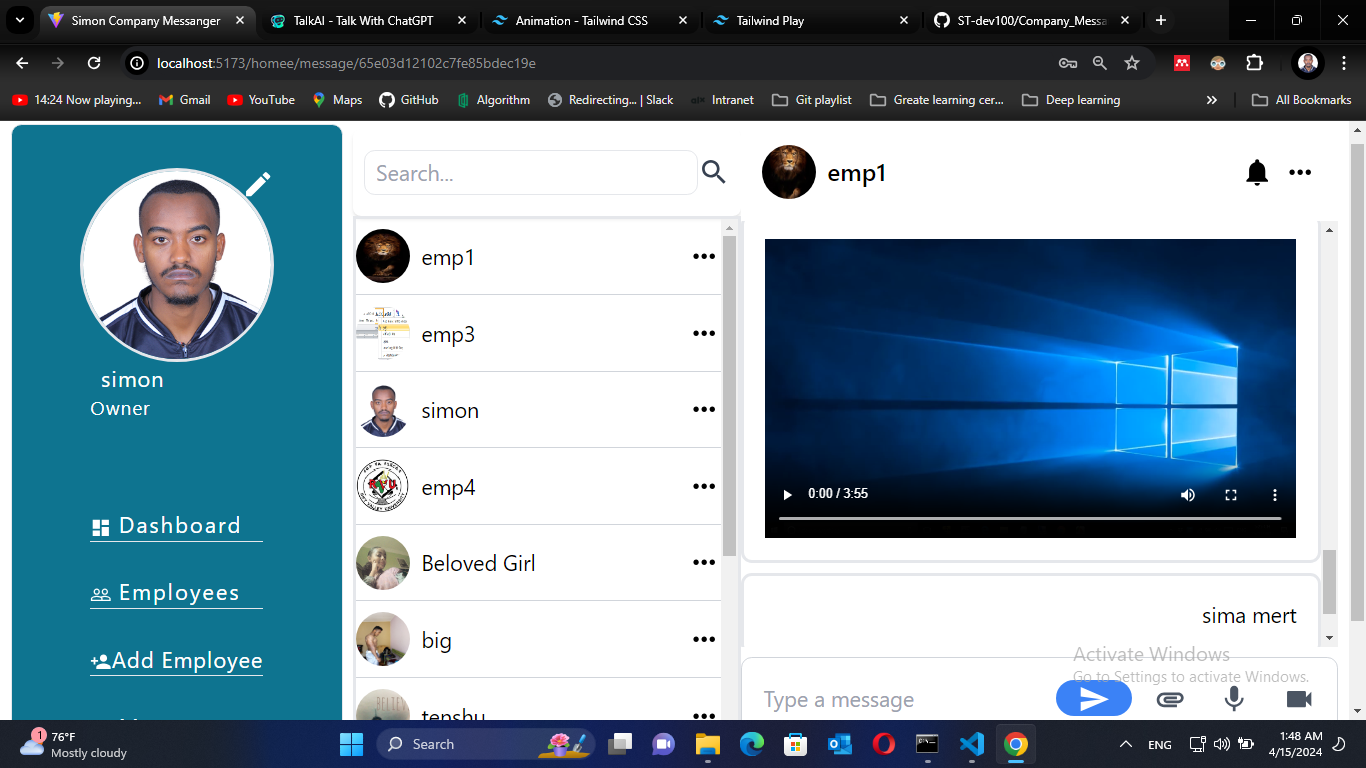 Simon Company Messanger
TalkAI - Talk With ChatGPT
Animation - Tailwind CSS
Tailwind Play
ST-dev100/Company_Messa
localhost:5173/homee/message/65e03d12102c7fe85bdec19e
14:24 Now playing...
Gmail
YouTube
Maps
GitHub
Algorithm
Redirecting... | Slack
Intranet
Git playlist
Greate learning cer...
Deep learning
All Bookmarks
simon
Owner
Dashboard
Employees
Add Employee
Search...
emp1
emp3
simon
emp4
Beloved Girl
big
tenshu
emp1
0:00 / 3:55
sima mert
Activate Windows
Go to Settings to activate Windows.
Type a message
1
76°F
Mostly cloudy
Search
ENG
1:48 AM
4/15/2024